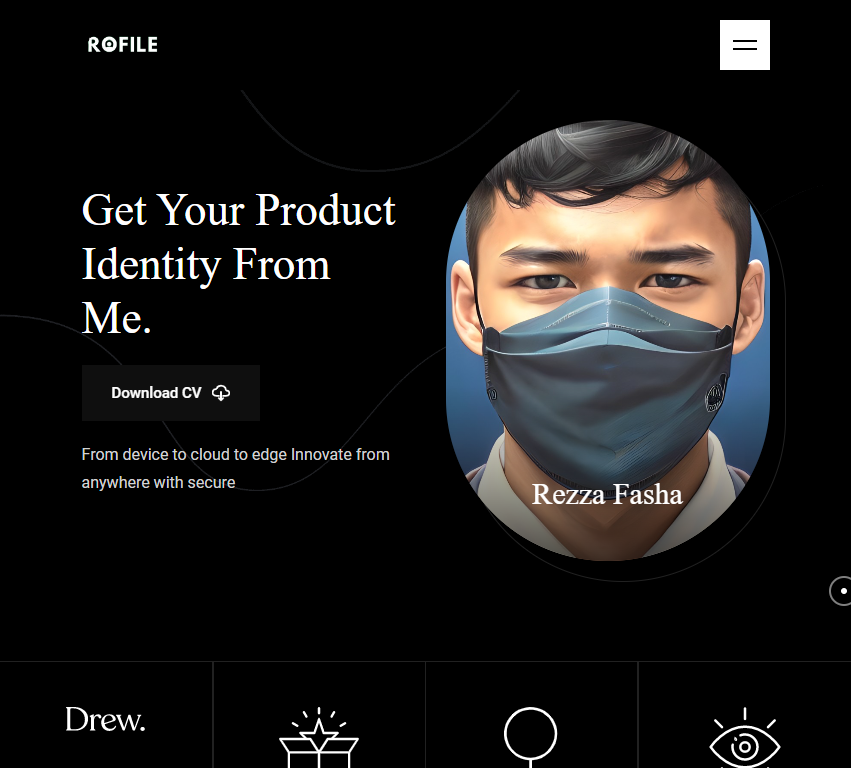 ROFILE
Get Your Product
Identity From
Me.
Download CV
From device to cloud to edge Innovate from
anywhere with secure
Rezza Fasha
Drew.